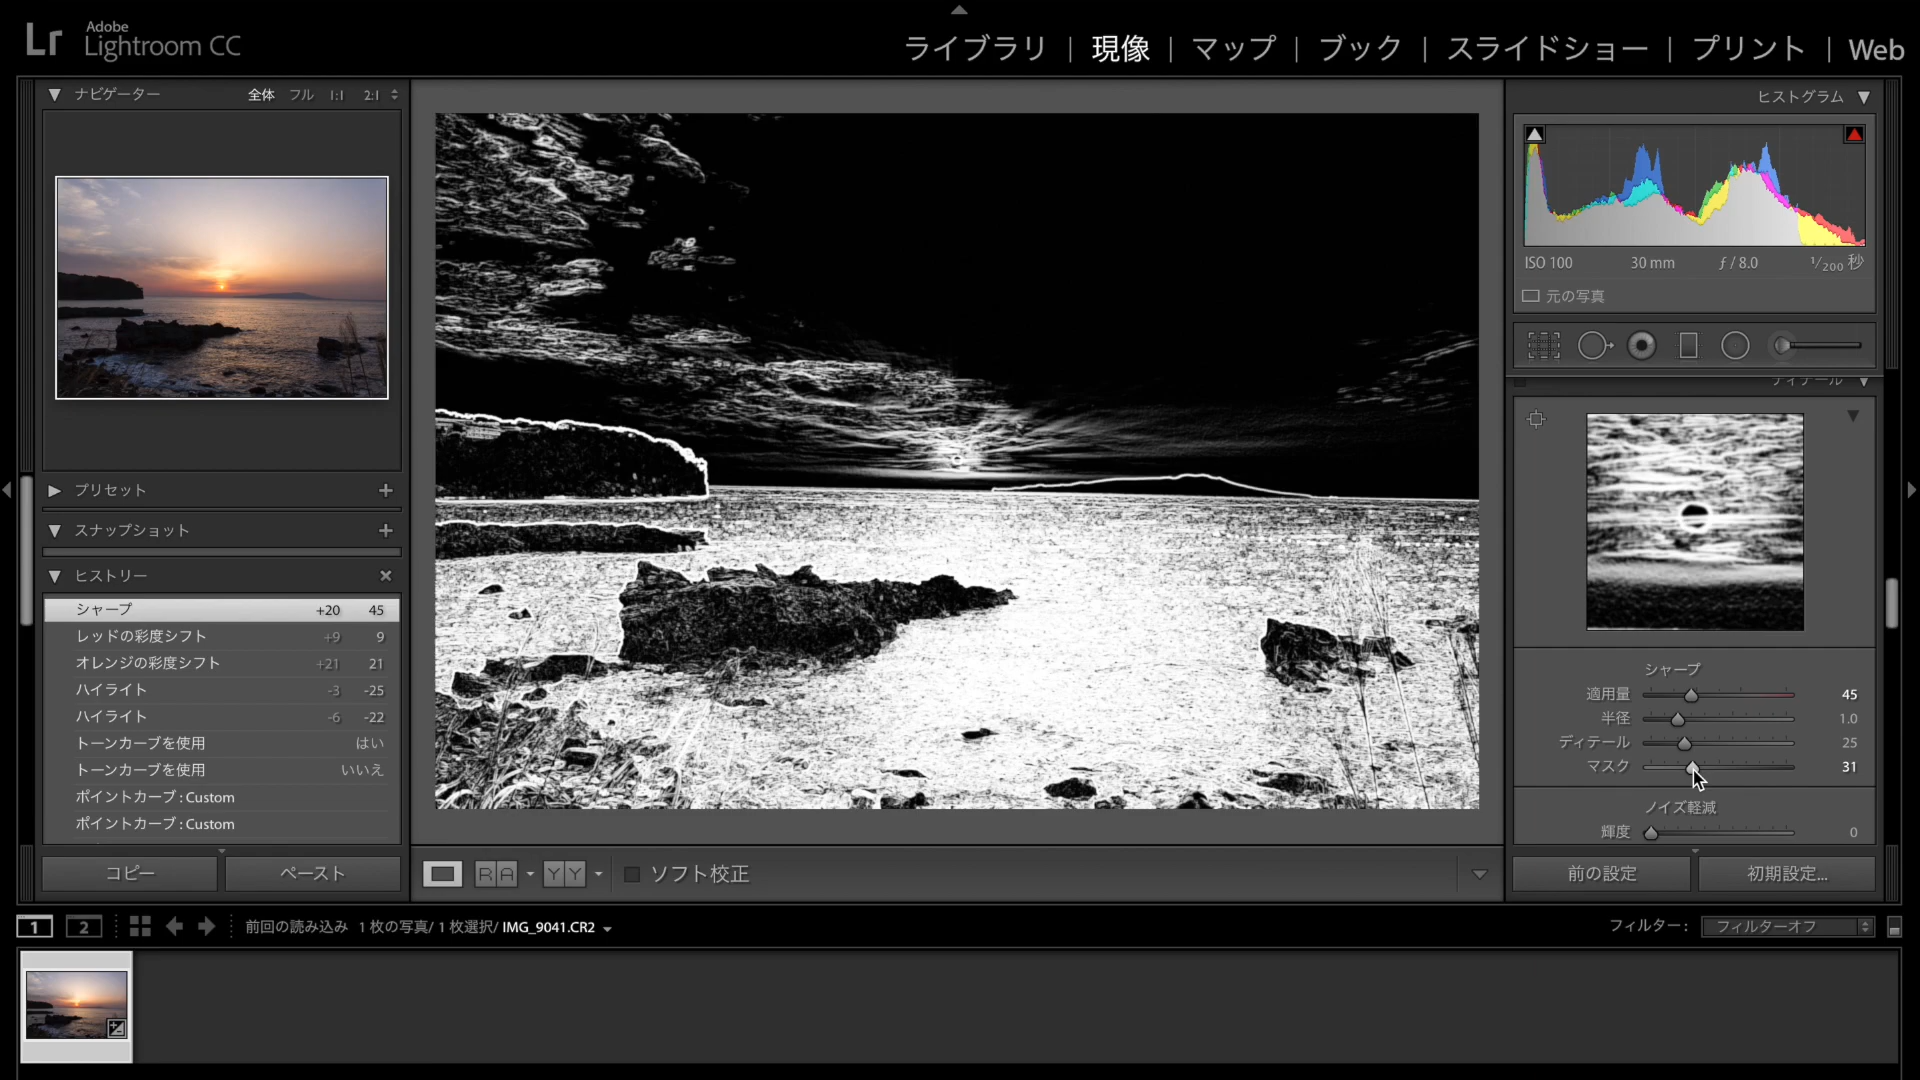 Lr Adobe Lightroom CC
ライブラリ | 現像 | マップ | ブック | スライドショー | プリント | Web
ナビゲーター 全体 フル 1:1 2:1
プリセット
スナップショット
ヒストリー
シャープ +20 45
レッドの彩度シフト +9 9
オレンジの彩度シフト +21 21
ハイライト -3 -25
ハイライト -6 -22
トーンカーブを使用 はい
トーンカーブを使用 いいえ
ポイントカーブ : Custom
ポイントカーブ : Custom
コピー ペースト
R A Y Y ソフト校正
ヒストグラム
ISO 100 30 mm ƒ / 8.0 1/200 秒
元の写真
ディテール
シャープ
適用量 45
半径 1.0
ディテール 25
マスク 31
ノイズ軽減
輝度 0
前の設定 初期設定...
1 2 前回の読み込み 1 枚の写真/ 1 枚選択/ IMG_9041.CR2
フィルター : フィルターオフ